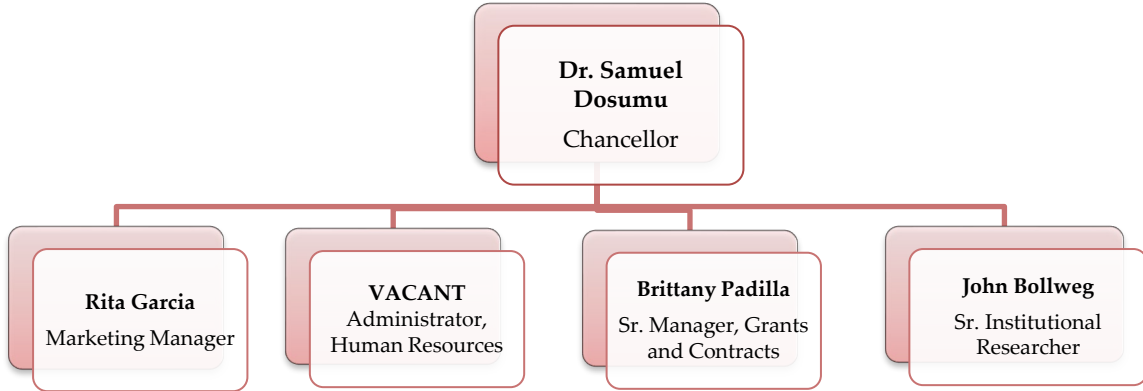 Dr. Samuel
Dosumu
Chancellor
Rita Garcia
Marketing Manager
VACANT
Administrator,
Human Resources
Brittany Padilla
Sr. Manager, Grants
and Contracts
John Bollweg
Sr. Institutional
Researcher